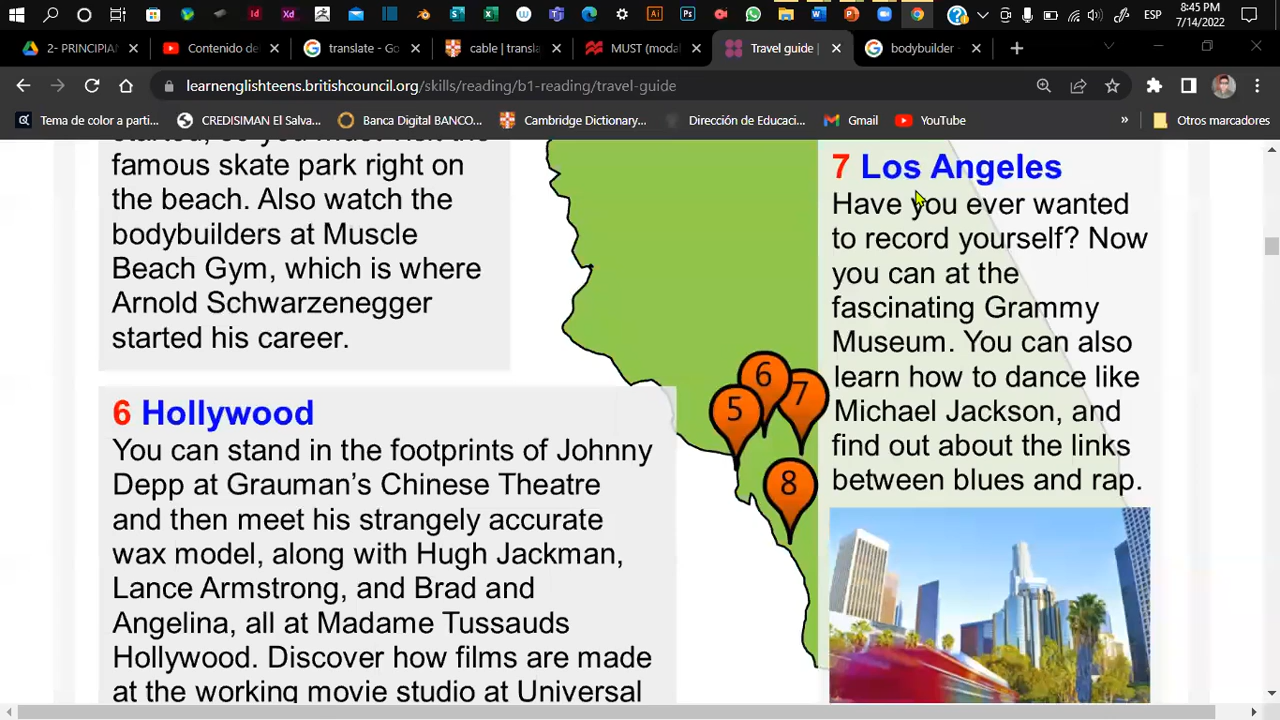 8:45 PM
ESP
7/14/2022
2- PRINCIPIAN
Contenido de
translate - Go
cable | transla
MUST (modal
Travel guide |
bodybuilder -
learnenglishteens.britishcouncil.org/skills/reading/b1-reading/travel-guide
Tema de color a parti...
CREDISIMAN El Salva...
Banca Digital BANCO...
Cambridge Dictionary...
Dirección de Educaci...
Gmail
YouTube
»
Otros marcadores
famous skate park right on
the beach. Also watch the
bodybuilders at Muscle
Beach Gym, which is where
Arnold Schwarzenegger
started his career.
6 Hollywood
You can stand in the footprints of Johnny
Depp at Grauman's Chinese Theatre
and then meet his strangely accurate
wax model, along with Hugh Jackman,
Lance Armstrong, and Brad and
Angelina, all at Madame Tussauds
Hollywood. Discover how films are made
at the working movie studio at Universal
5
6
7
8
7 Los Angeles
Have you ever wanted
to record yourself? Now
you can at the
fascinating Grammy
Museum. You can also
learn how to dance like
Michael Jackson, and
find out about the links
between blues and rap.